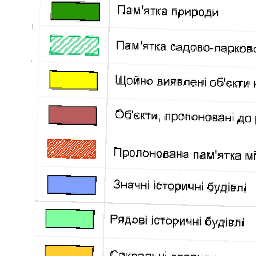 Пам'ятка природи
Пам'ятка садово-парково
Щойно виявлені об'єкти
Об'єкти, пропоновані до
Пропонована пам'ятка мі
Значні історичні будівлі
Рядові історичні будівлі